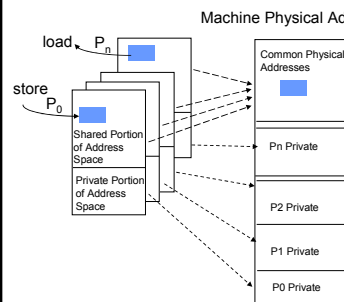 Machine Physical Ad
load
Pn
store
P0
Shared Portion
of Address
Space
Private Portion
of Address
Space
Common Physical
Addresses
Pn Private
P2 Private
P1 Private
P0 Private